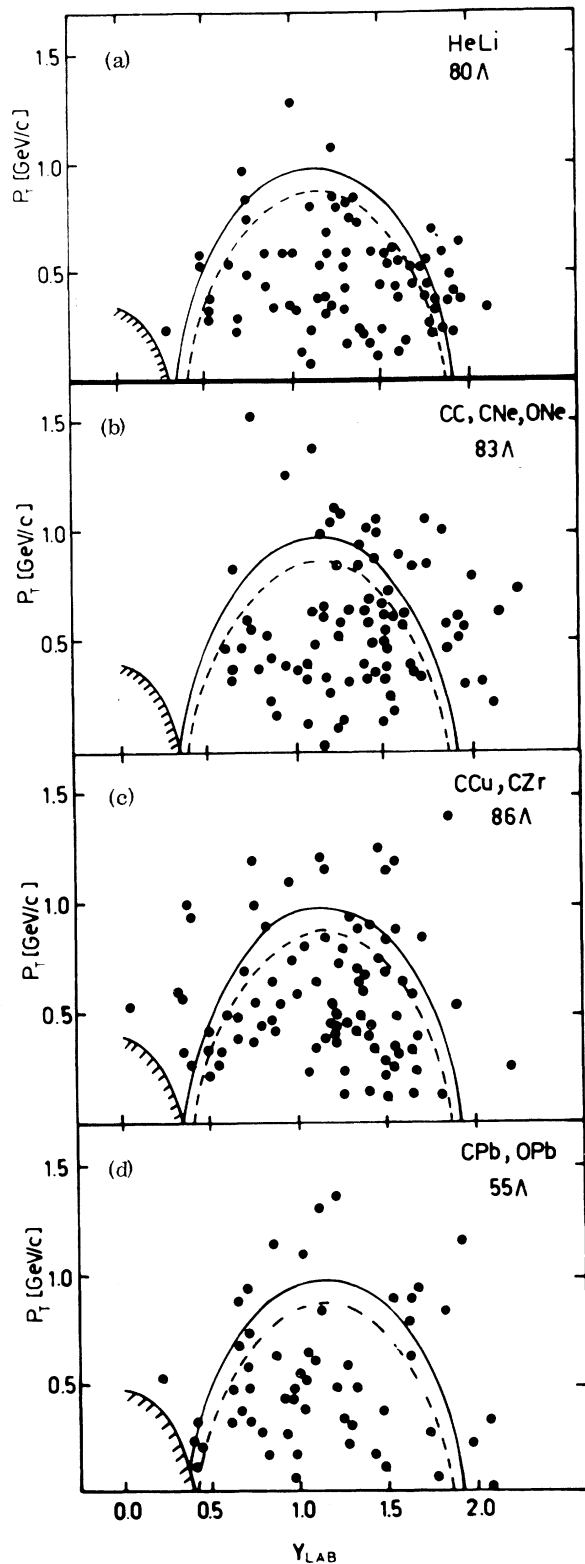 (a)
HeLi
80Λ
1.5
1.0
0.5
P_T [GeV/c]
(b)
CC, CNe, ONe
83Λ
1.5
1.0
0.5
P_T [GeV/c]
(c)
CCu, CZr
86Λ
1.5
1.0
0.5
P_T [GeV/c]
(d)
CPb, OPb
55Λ
1.5
1.0
0.5
P_T [GeV/c]
0.0 0.5 1.0 1.5 2.0
Y_LAB